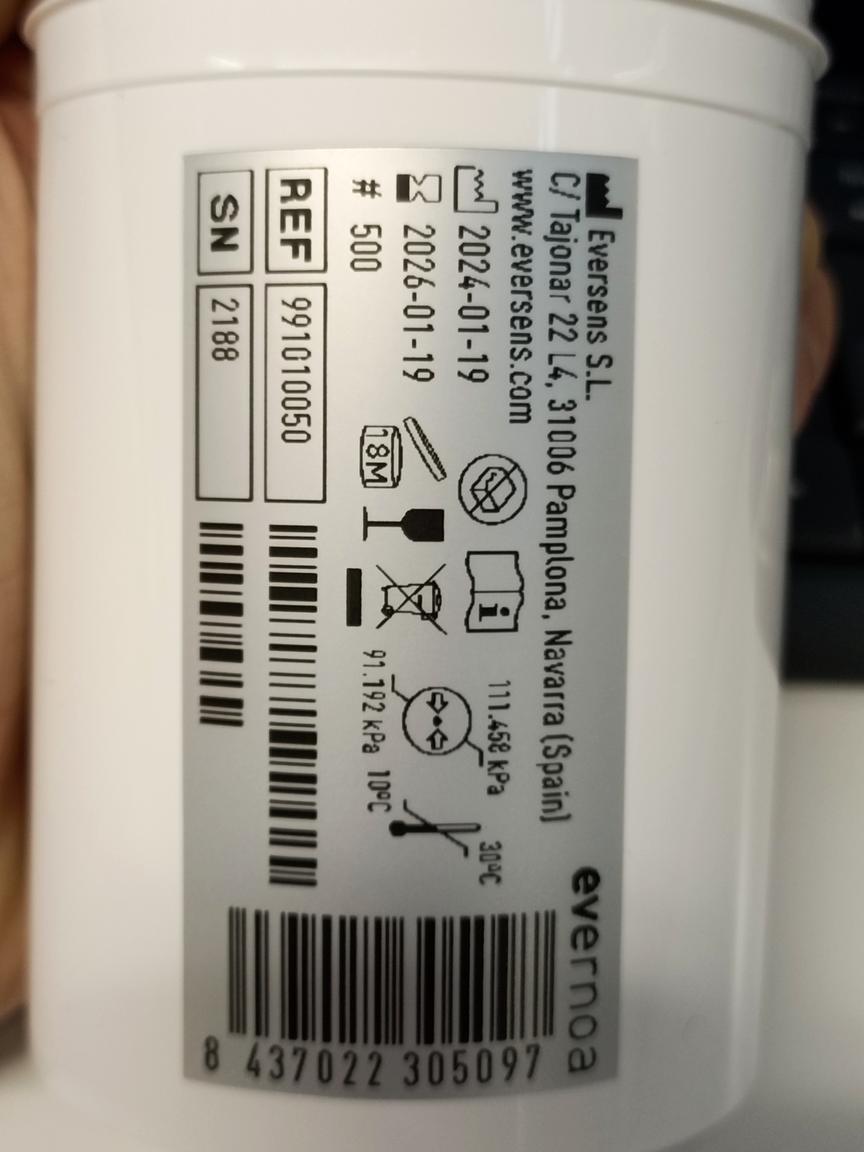 Eversens S.L.
C/ Tajonar 22 L4, 31006 Pamplona, Navarra (Spain)
www.eversens.com
evernoa
2024-01-19
2026-01-19
# 500
18M
i
111.458 kPa
91.192 kPa
30ºC
10ºC
REF 991010050
SN 2188
8 437022 305097